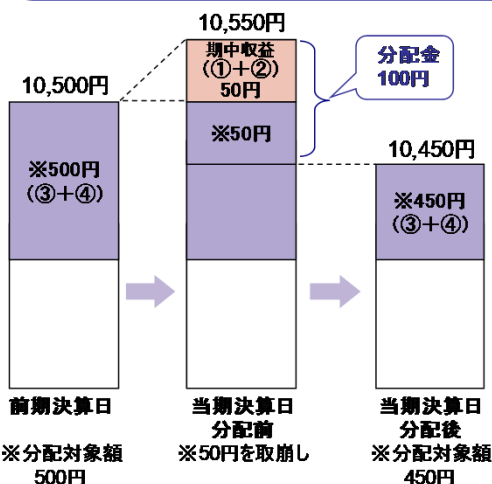 10,550円
期中収益
(①+②)
50円
分配金
100円
10,500円
※50円
10,450円
※500円
(③+④)
※450円
(③+④)
前期決算日
※分配対象額
500円
当期決算日
分配前
※50円を取崩し
当期決算日
分配後
※分配対象額
450円